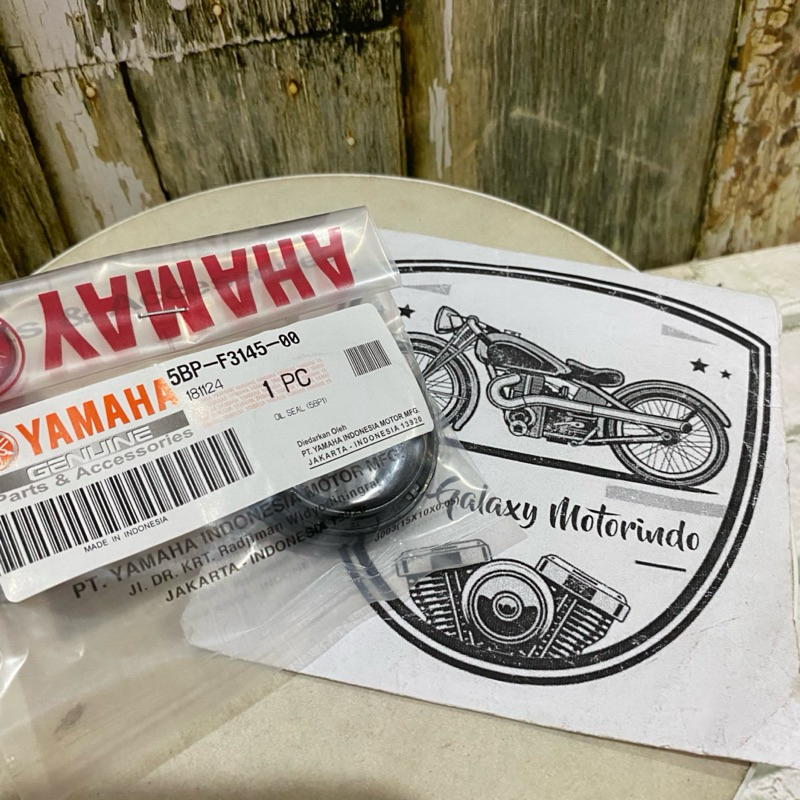 YAMAHA
& Acce
5BP-F3145-00
181124
1 PC
OIL SEAL (5BP1)
YAMAHA
GENUINE
Parts & Accessories
Diedarkan Oleh
PT. YAMAHA INDONESIA MOTOR MFG.
JAKARTA - INDONESIA 13920
MADE IN INDONESIA
PT. YAMAHA INDONESIA MOTOR MFG.
Jl. DR. KRT. Radjiman Widyodiningrat
JAKARTA - INDONESIA
Galaxy Motorindo